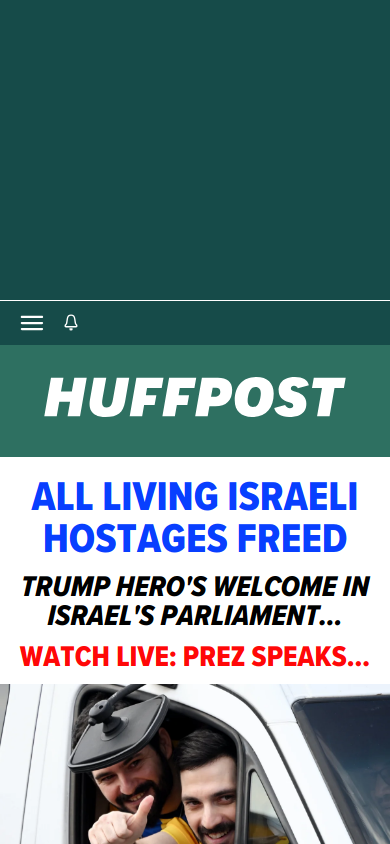 HUFFPOST
ALL LIVING ISRAELI
HOSTAGES FREED
TRUMP HERO'S WELCOME IN
ISRAEL'S PARLIAMENT...
WATCH LIVE: PREZ SPEAKS...